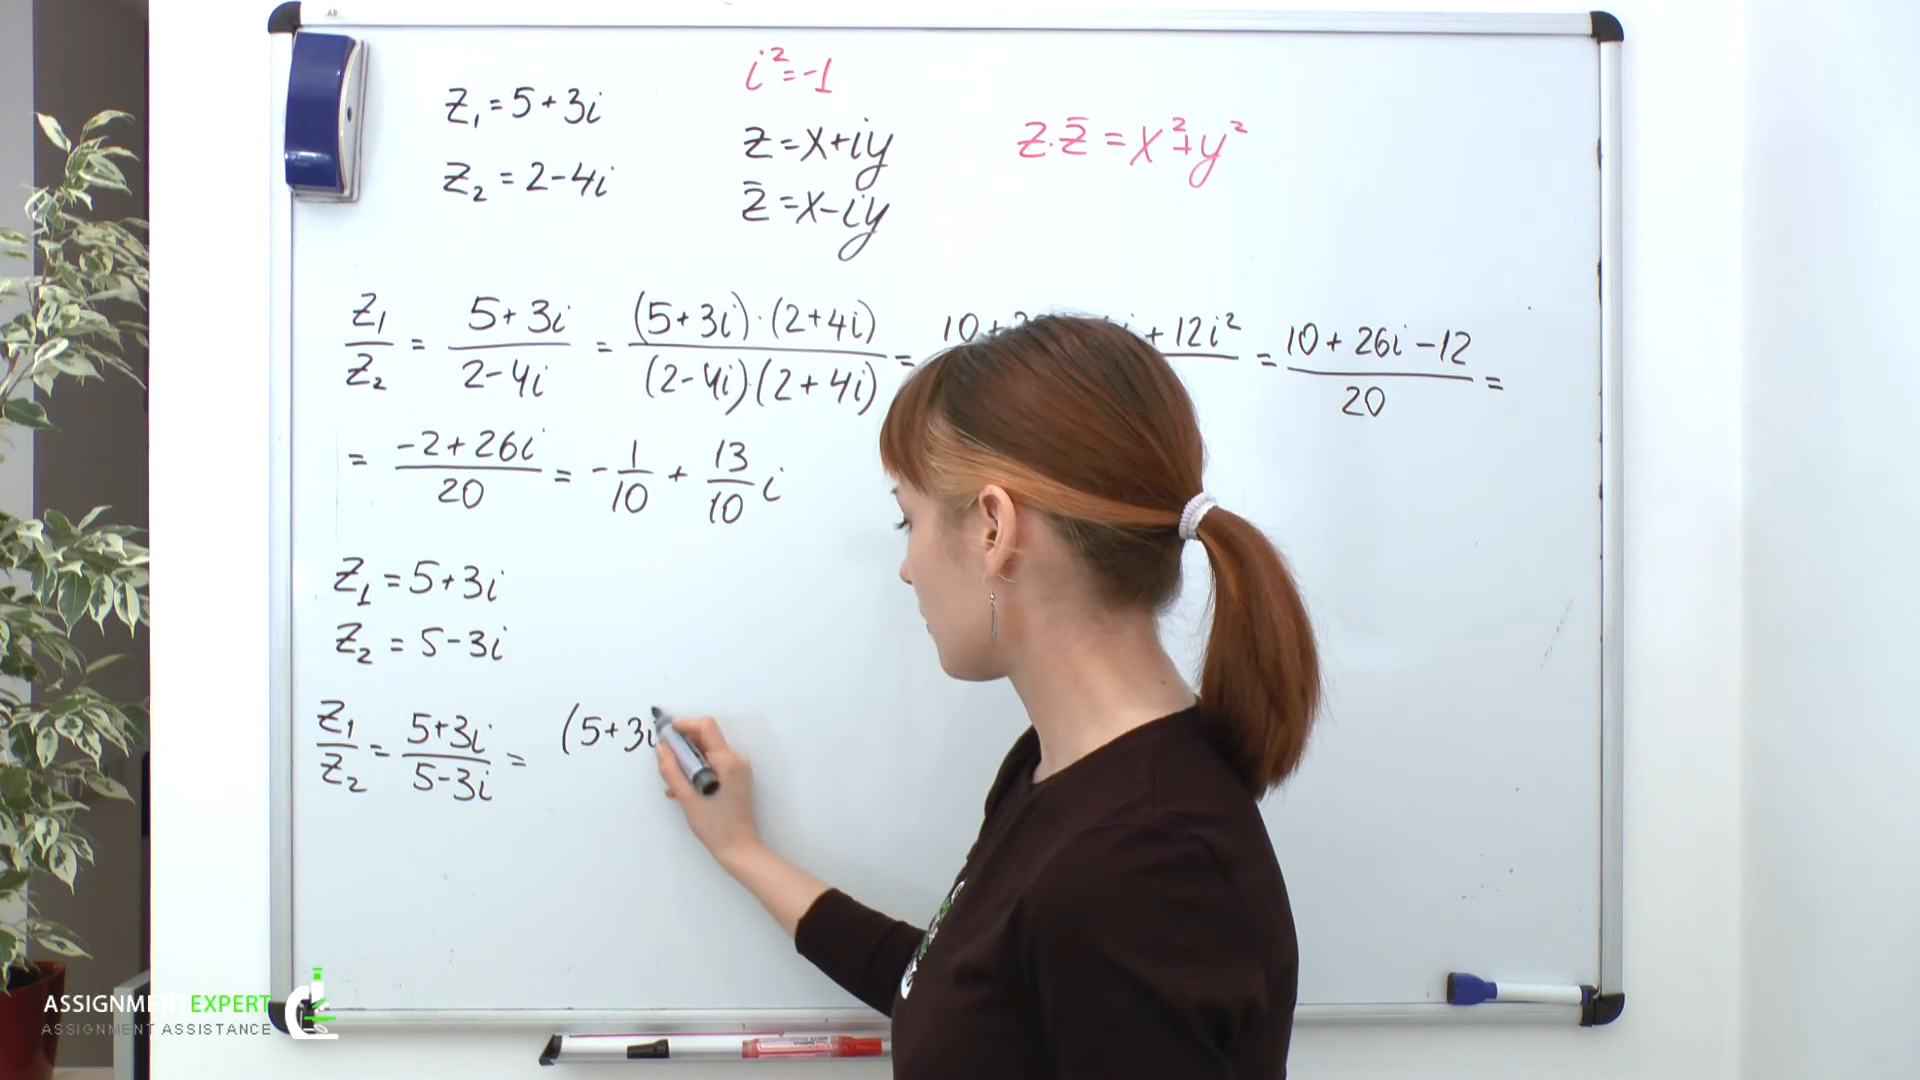 i² = -1
z₁ = 5 + 3i
z = x + iy
z · z̄ = x² + y²
z₂ = 2 - 4i
z̄ = x - iy
z₁/z₂ = (5 + 3i)/(2 - 4i) = ((5 + 3i) · (2 + 4i))/((2 - 4i) · (2 + 4i)) = 10 + + 12i² = (10 + 26i - 12)/20 =
= (-2 + 26i)/20 = - 1/10 + 13/10 i
z₁ = 5 + 3i
z₂ = 5 - 3i
z₁/z₂ = (5 + 3i)/(5 - 3i) = (5 + 3i
ASSIGNMENT EXPERT
ASSIGNMENT ASSISTANCE